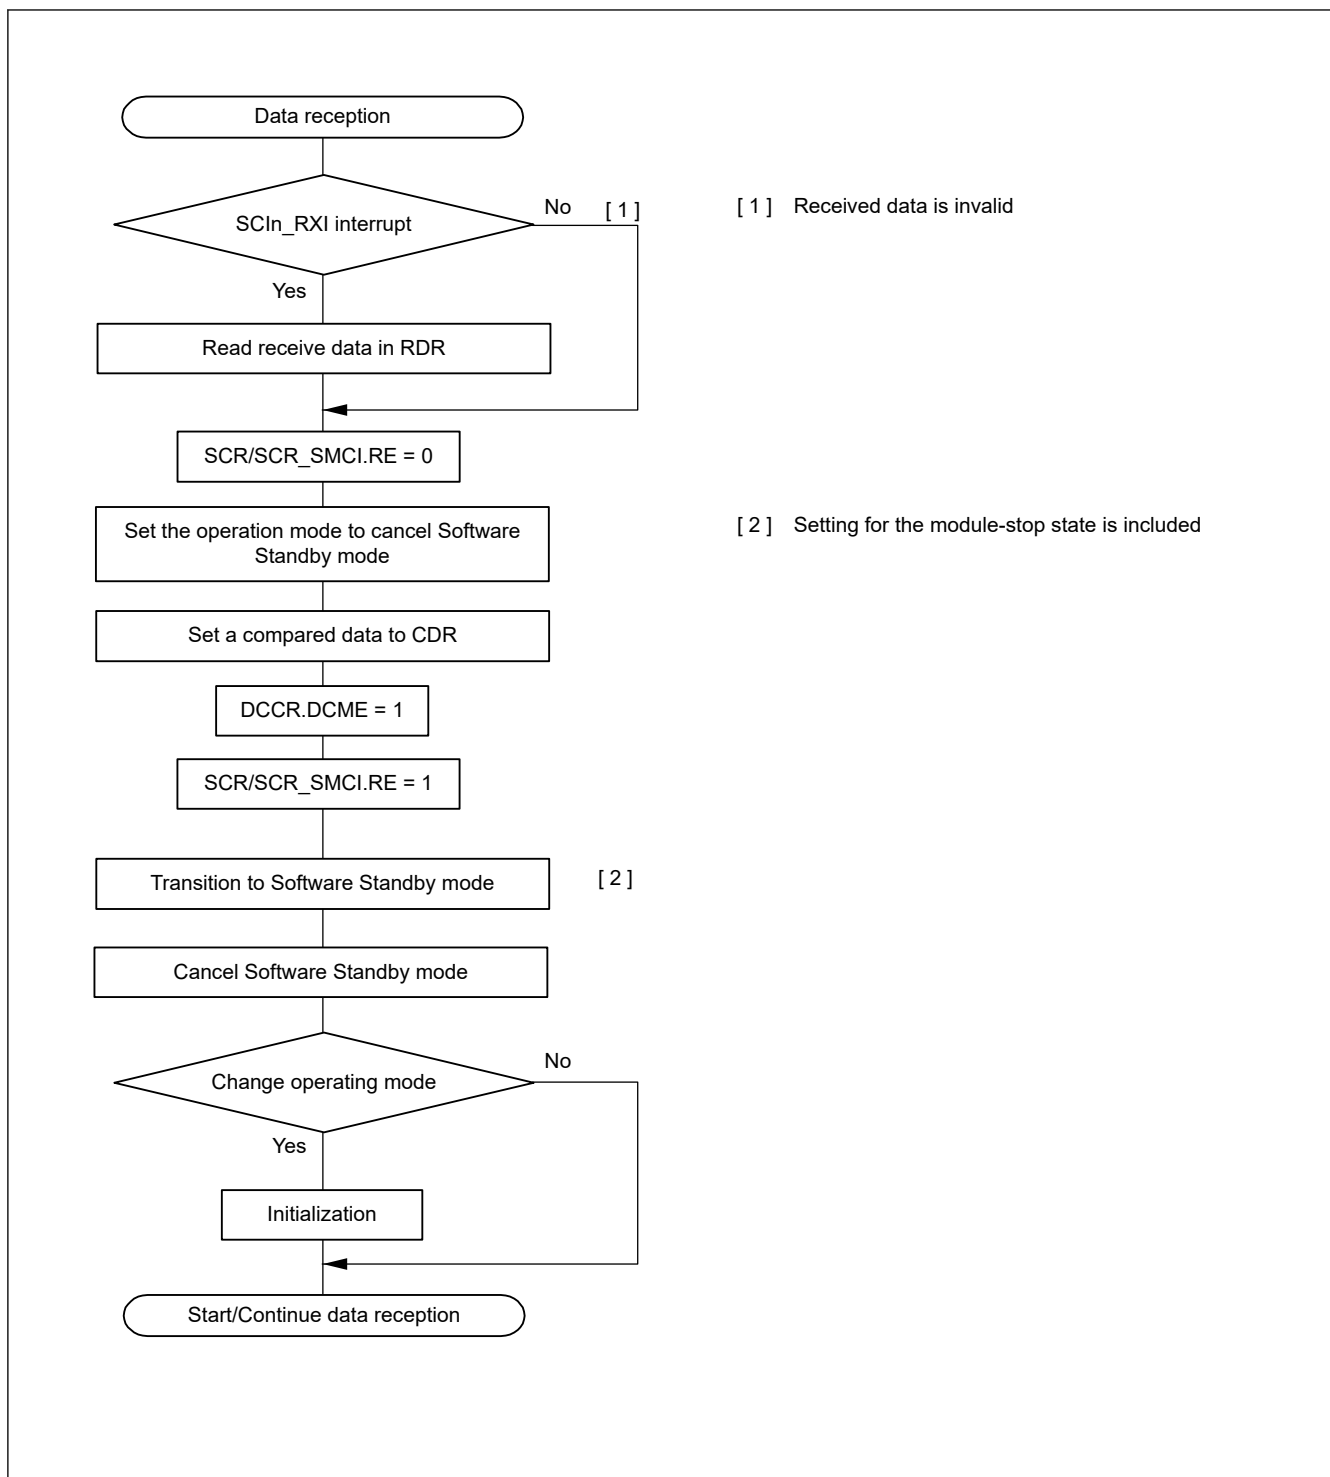 Data reception
SCIn_RXI interrupt
No
[ 1 ]
[ 1 ] Received data is invalid
Yes
Read receive data in RDR
SCR/SCR_SMCI.RE = 0
Set the operation mode to cancel Software
Standby mode
[ 2 ] Setting for the module-stop state is included
Set a compared data to CDR
DCCR.DCME = 1
SCR/SCR_SMCI.RE = 1
Transition to Software Standby mode
[ 2 ]
Cancel Software Standby mode
Change operating mode
No
Yes
Initialization
Start/Continue data reception